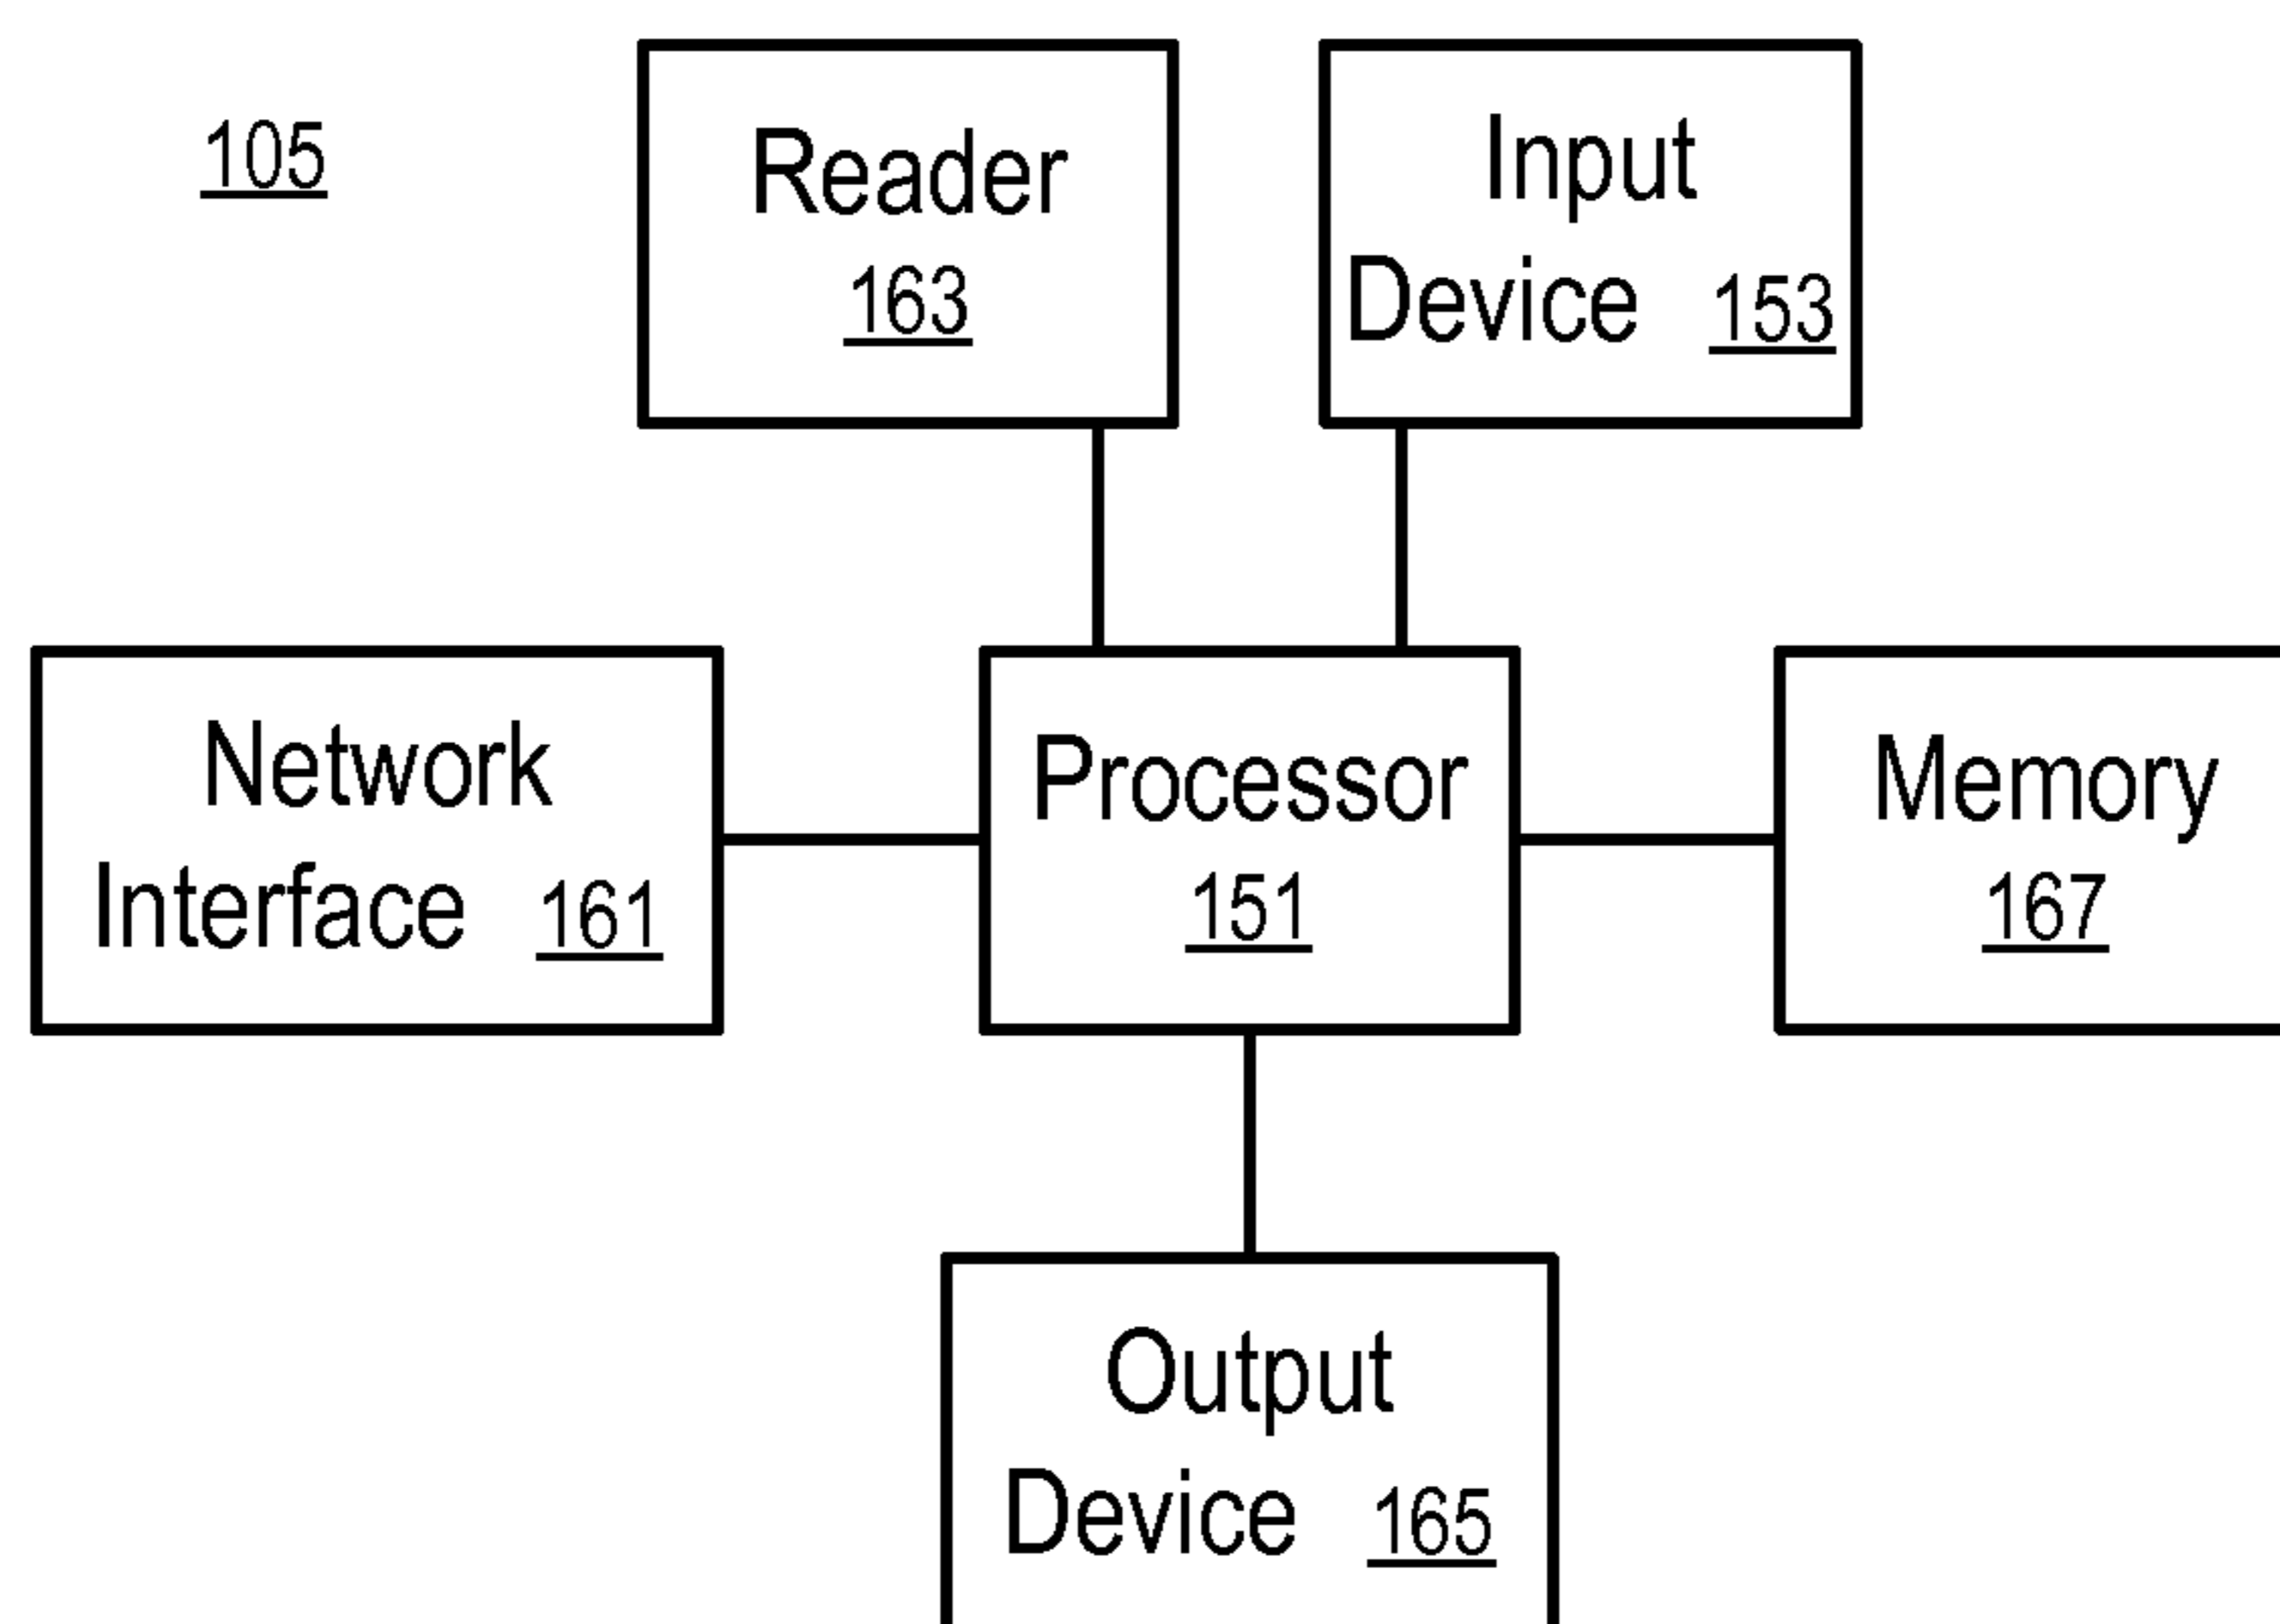 105
Reader
163
Input
Device 153
Network
Interface 161
Processor
151
Memory
167
Output
Device 165